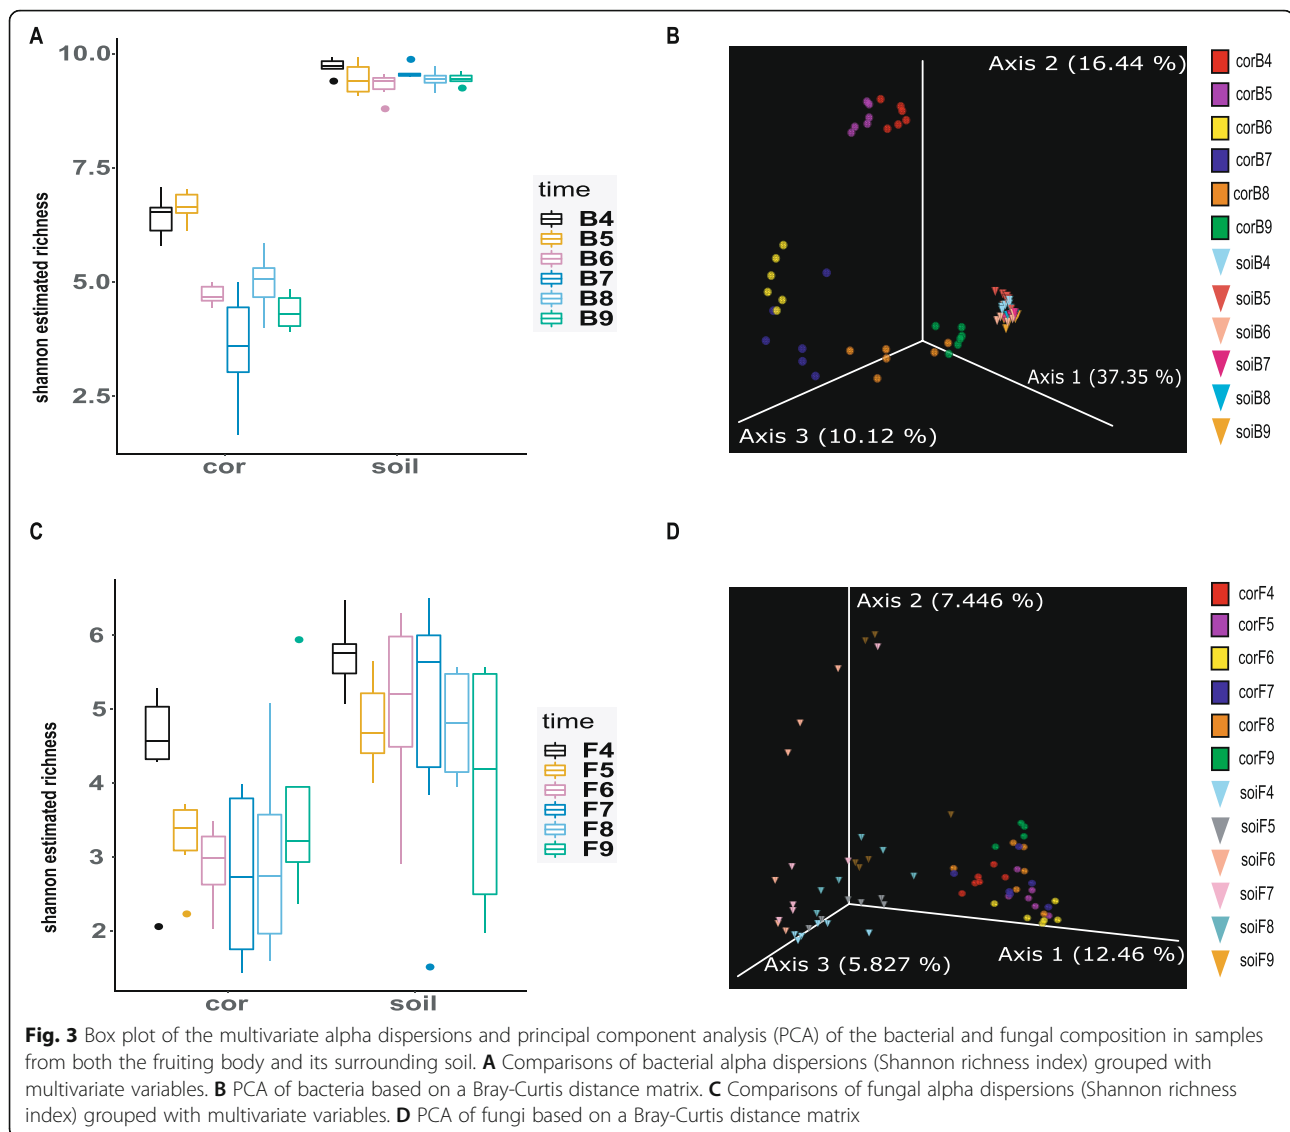 A
10.0
7.5
5.0
2.5
shannon estimated richness
cor
soil
time
B4
B5
B6
B7
B8
B9
B
Axis 2 (16.44 %)
Axis 1 (37.35 %)
Axis 3 (10.12 %)
corB4
corB5
corB6
corB7
corB8
corB9
soiB4
soiB5
soiB6
soiB7
soiB8
soiB9
C
6
5
4
3
2
shannon estimated richness
cor
soil
time
F4
F5
F6
F7
F8
F9
D
Axis 2 (7.446 %)
Axis 1 (12.46 %)
Axis 3 (5.827 %)
corF4
corF5
corF6
corF7
corF8
corF9
soiF4
soiF5
soiF6
soiF7
soiF8
soiF9
Fig. 3 Box plot of the multivariate alpha dispersions and principal component analysis (PCA) of the bacterial and fungal composition in samples
from both the fruiting body and its surrounding soil. A Comparisons of bacterial alpha dispersions (Shannon richness index) grouped with
multivariate variables. B PCA of bacteria based on a Bray-Curtis distance matrix. C Comparisons of fungal alpha dispersions (Shannon richness
index) grouped with multivariate variables. D PCA of fungi based on a Bray-Curtis distance matrix